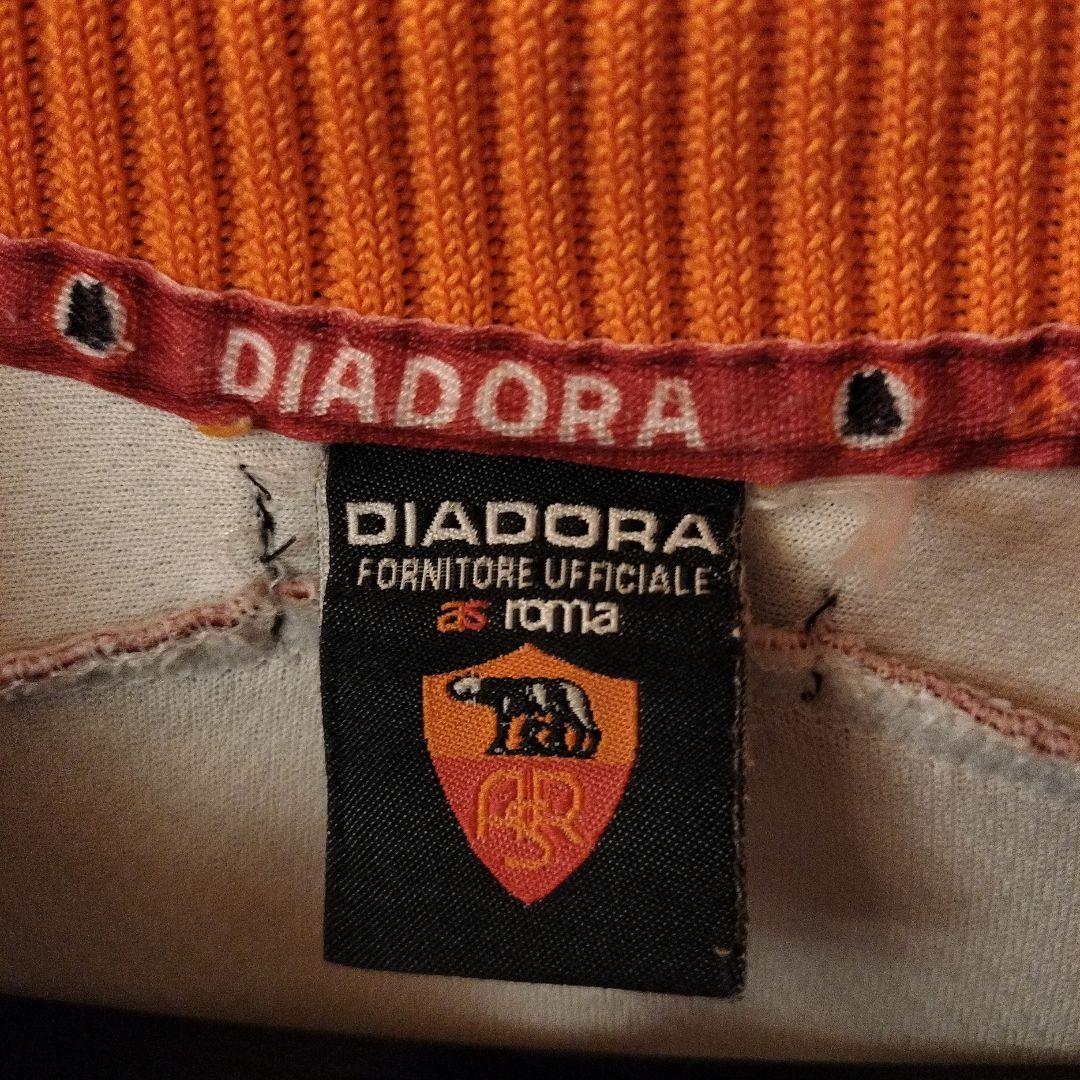 DIADORA
DIADORA
FORNITORE UFFICIALE
as roma
ASR